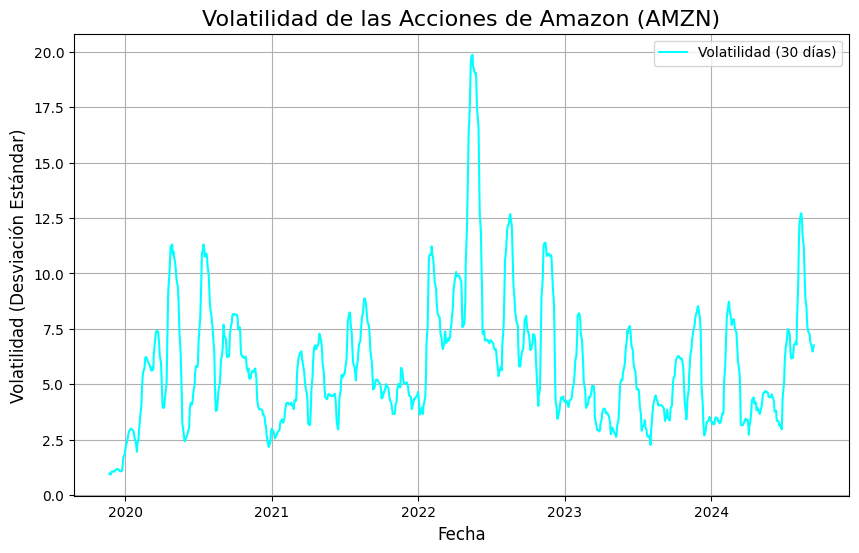 Volatilidad de las Acciones de Amazon (AMZN)
Volatilidad (30 días)
Volatilidad (Desviación Estándar)
20.0
17.5
15.0
12.5
10.0
7.5
5.0
2.5
0.0
2020 2021 2022 2023 2024
Fecha